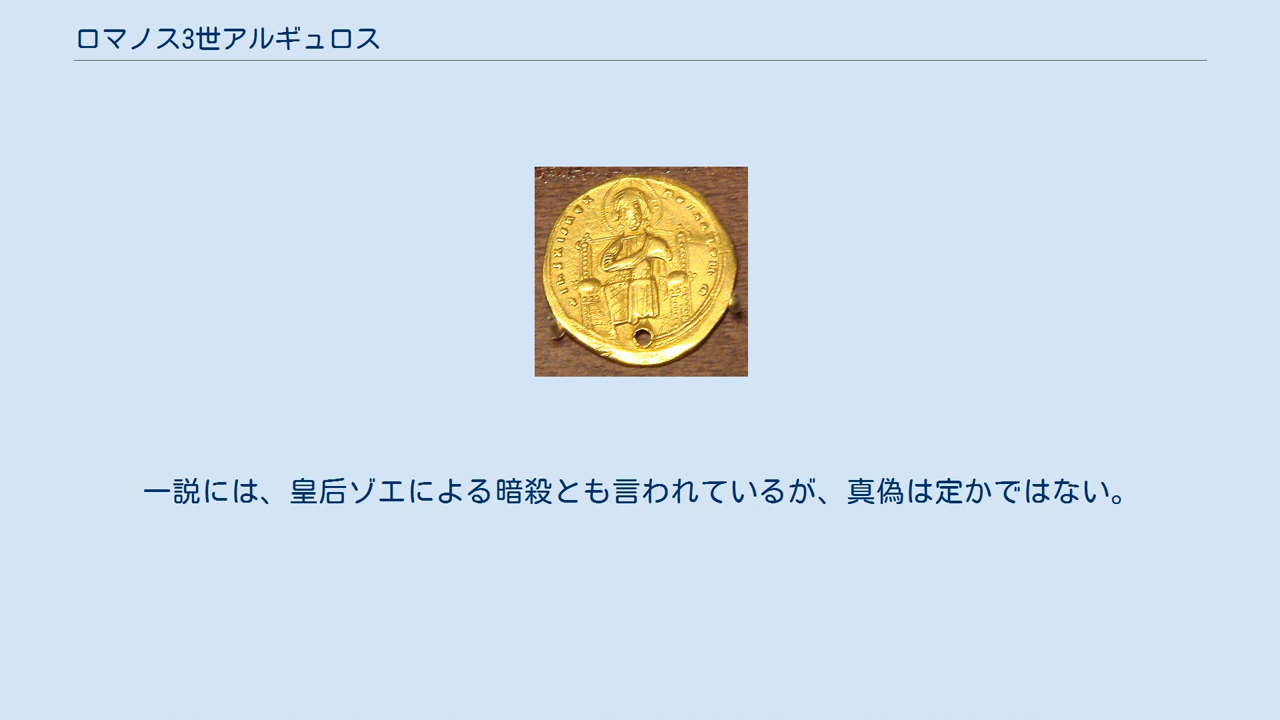 ロマノス3世アルギュロス
一説には、皇后ゾエによる暗殺とも言われているが、真偽は定かではない。